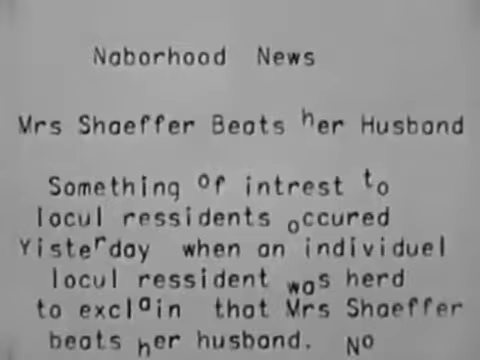 Naborhood News
Mrs Shaeffer Beats her Husband
Something of intrest to
locul ressidents occured
Yisterday when an individuel
locul ressident was herd
to exclain that Mrs Shaeffer
beats her husband. No